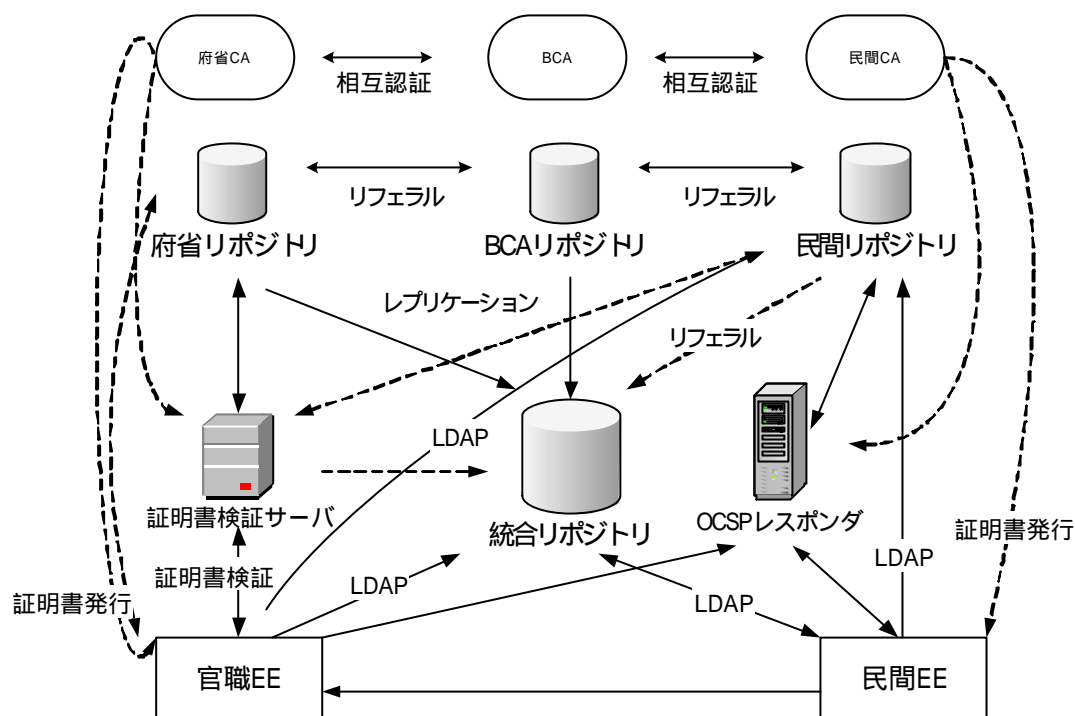 府省CA
BCA
民間CA
相互認証
相互認証
リフェラル
リフェラル
府省リポジトリ
BCAリポジトリ
民間リポジトリ
レプリケーション
リフェラル
LDAP
証明書検証サーバ
統合リポジトリ
OCSPレスポンダ
証明書発行
証明書検証
LDAP
LDAP
LDAP
証明書発行
官職EE
民間EE